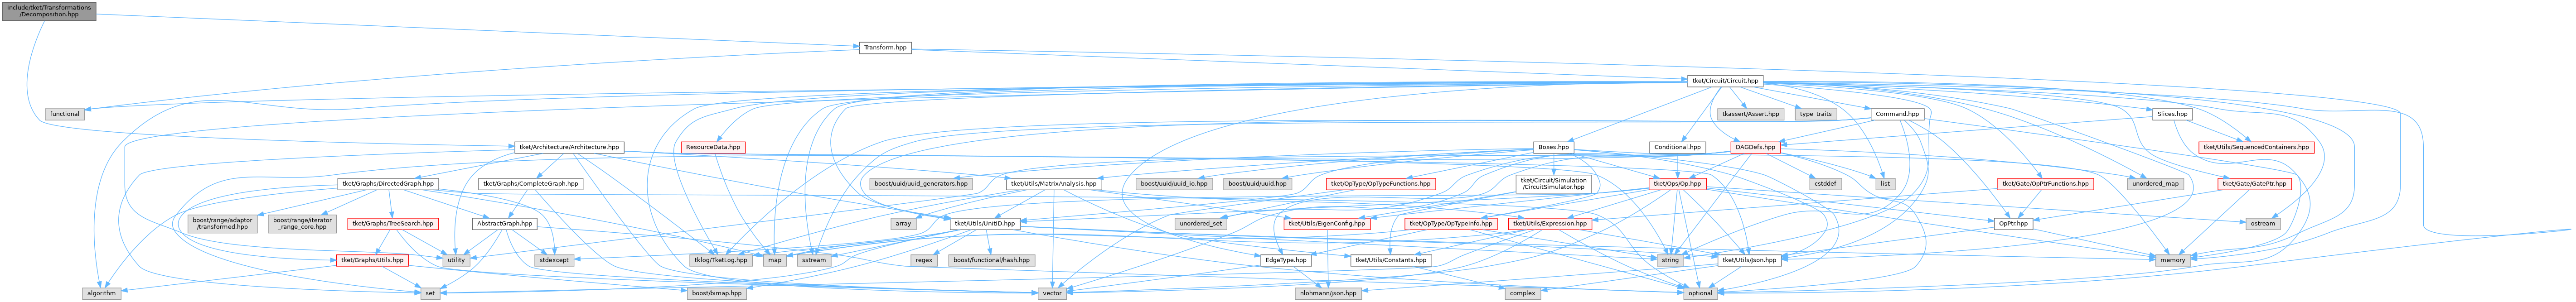 include/tket/Transformations
/Decomposition.hpp
Transform.hpp
tket/Circuit/Circuit.hpp
functional
tkassert/Assert.hpp
type_traits
Command.hpp
Slices.hpp
tket/Architecture/Architecture.hpp
ResourceData.hpp
Boxes.hpp
Conditional.hpp
DAGDefs.hpp
tket/Utils/SequencedContainers.hpp
tket/Graphs/DirectedGraph.hpp
tket/Graphs/CompleteGraph.hpp
boost/uuid/uuid_generators.hpp
tket/Utils/MatrixAnalysis.hpp
boost/uuid/uuid_io.hpp
boost/uuid/uuid.hpp
tket/OpType/OpTypeFunctions.hpp
tket/Circuit/Simulation
/CircuitSimulator.hpp
tket/Ops/Op.hpp
cstddef
list
tket/Gate/OpPtrFunctions.hpp
unordered_map
tket/Gate/GatePtr.hpp
boost/range/adaptor
/transformed.hpp
boost/range/iterator
_range_core.hpp
tket/Graphs/TreeSearch.hpp
AbstractGraph.hpp
array
tket/Utils/UnitID.hpp
unordered_set
tket/Utils/EigenConfig.hpp
tket/OpType/OpTypeInfo.hpp
tket/Utils/Expression.hpp
OpPtr.hpp
ostream
tket/Graphs/Utils.hpp
utility
stdexcept
tklog/TketLog.hpp
map
sstream
regex
boost/functional/hash.hpp
EdgeType.hpp
tket/Utils/Constants.hpp
string
tket/Utils/Json.hpp
memory
algorithm
set
boost/bimap.hpp
vector
nlohmann/json.hpp
complex
optional